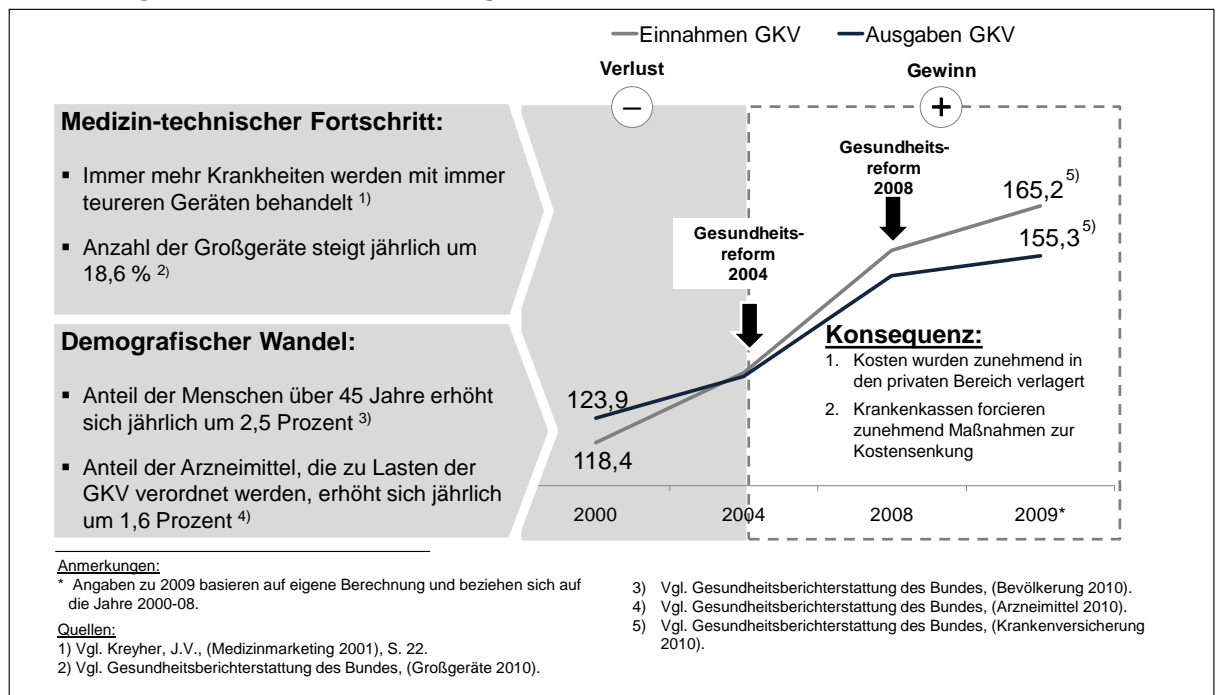 Einnahmen GKV Ausgaben GKV
Verlust
–
Gewinn
+
Medizin-technischer Fortschritt:
▪ Immer mehr Krankheiten werden mit immer
teureren Geräten behandelt 1)
▪ Anzahl der Großgeräte steigt jährlich um
18,6 % 2)
Demografischer Wandel:
▪ Anteil der Menschen über 45 Jahre erhöht
sich jährlich um 2,5 Prozent 3)
▪ Anteil der Arzneimittel, die zu Lasten der
GKV verordnet werden, erhöht sich jährlich
um 1,6 Prozent 4)
Gesundheits-
reform
2004
Gesundheits-
reform
2008
165,2 5)
155,3 5)
123,9
118,4
Konsequenz:
1. Kosten wurden zunehmend in
den privaten Bereich verlagert
2. Krankenkassen forcieren
zunehmend Maßnahmen zur
Kostensenkung
2000 2004 2008 2009*
Anmerkungen:
* Angaben zu 2009 basieren auf eigene Berechnung und beziehen sich auf
die Jahre 2000-08.
Quellen:
1) Vgl. Kreyher, J.V., (Medizinmarketing 2001), S. 22.
2) Vgl. Gesundheitsberichterstattung des Bundes, (Großgeräte 2010).
3) Vgl. Gesundheitsberichterstattung des Bundes, (Bevölkerung 2010).
4) Vgl. Gesundheitsberichterstattung des Bundes, (Arzneimittel 2010).
5) Vgl. Gesundheitsberichterstattung des Bundes, (Krankenversicherung
2010).